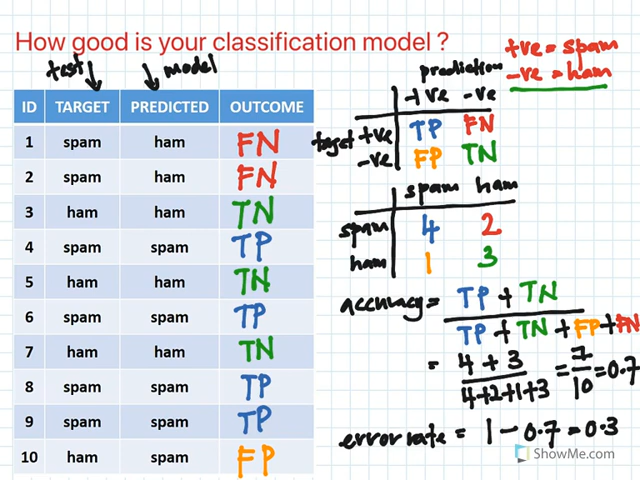 How good is your classification model ?
test model
ID TARGET PREDICTED OUTCOME
1 spam ham FN
2 spam ham FN
3 ham ham TN
4 spam spam TP
5 ham ham TN
6 spam spam TP
7 ham ham TN
8 spam spam TP
9 spam spam TP
10 ham spam FP
+ve = spam
-ve = ham
prediction
+ve -ve
target +ve TP FN
-ve FP TN
spam ham
spam 4 2
ham 1 3
accuracy = TP + TN
TP + TN + FP + FN
= 4 + 3 = 7 = 0.7
4+2+1+3 10
error rate = 1 - 0.7 = 0.3
ShowMe.com